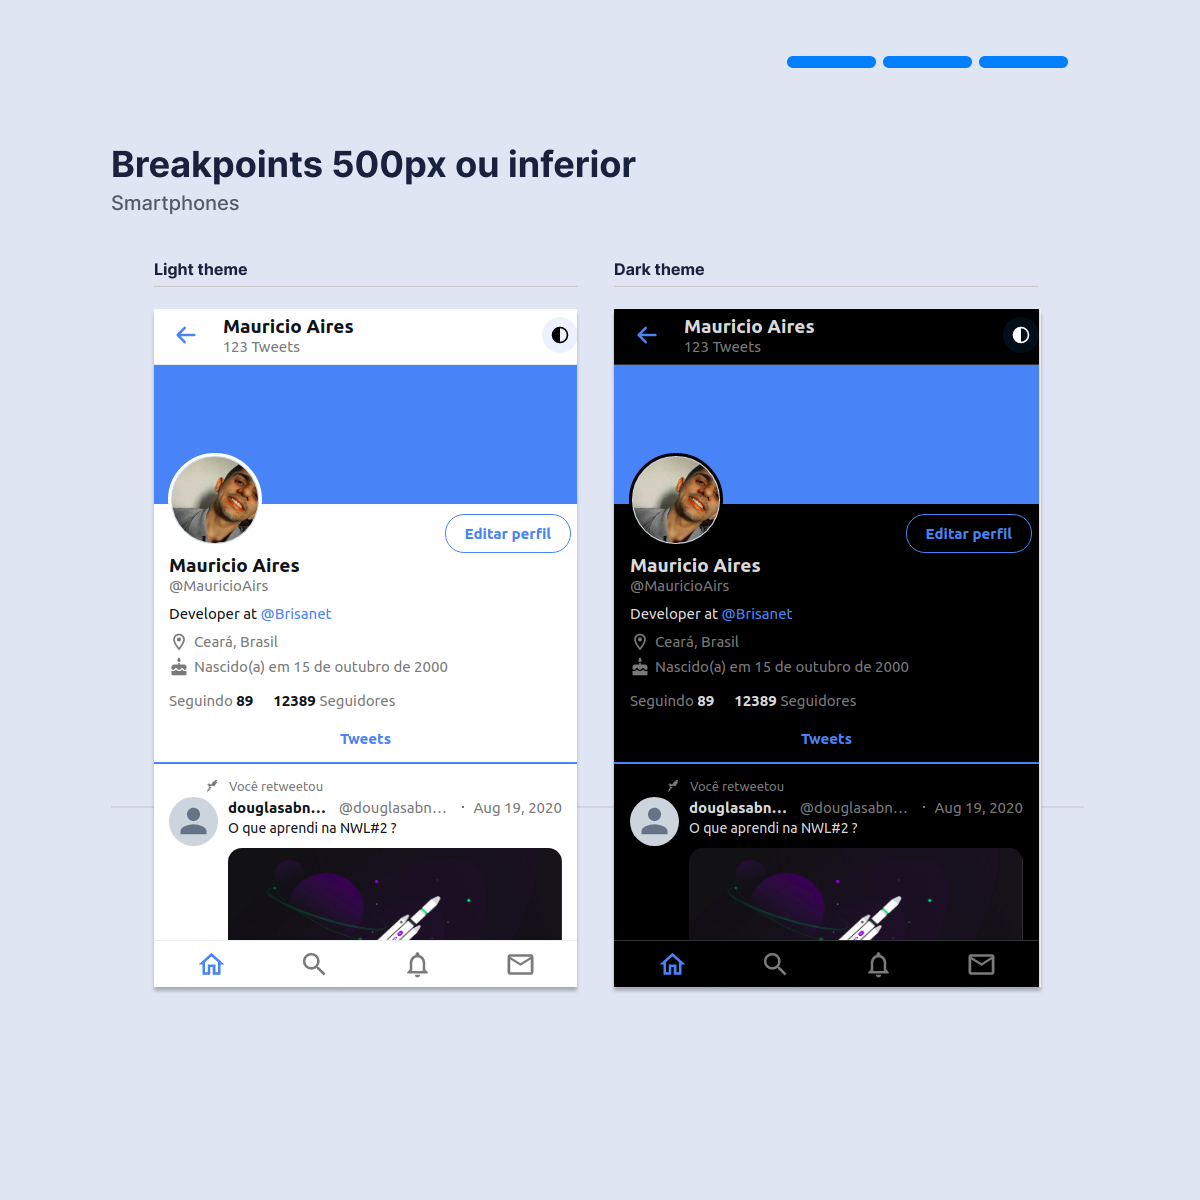 Breakpoints 500px ou inferior
Smartphones
Light theme
Mauricio Aires
123 Tweets
Editar perfil
Mauricio Aires
@MauricioAirs
Developer at @Brisanet
Ceará, Brasil
Nascido(a) em 15 de outubro de 2000
Seguindo 89 12389 Seguidores
Tweets
Você retweetou
douglasabn... @douglasabn... · Aug 19, 2020
O que aprendi na NWL#2 ?
Dark theme
Mauricio Aires
123 Tweets
Editar perfil
Mauricio Aires
@MauricioAirs
Developer at @Brisanet
Ceará, Brasil
Nascido(a) em 15 de outubro de 2000
Seguindo 89 12389 Seguidores
Tweets
Você retweetou
douglasabn... @douglasabn... · Aug 19, 2020
O que aprendi na NWL#2 ?